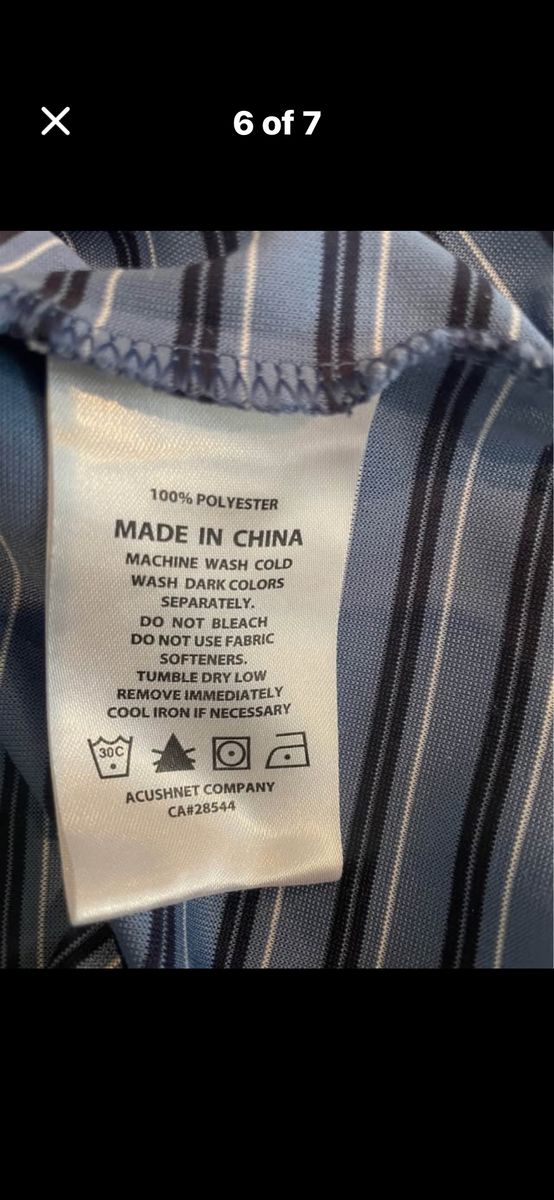 6 of 7
100% POLYESTER
MADE IN CHINA
MACHINE WASH COLD
WASH DARK COLORS
SEPARATELY.
DO NOT BLEACH
DO NOT USE FABRIC
SOFTENERS.
TUMBLE DRY LOW
REMOVE IMMEDIATELY
COOL IRON IF NECESSARY
30C
ACUSHNET COMPANY
CA#28544